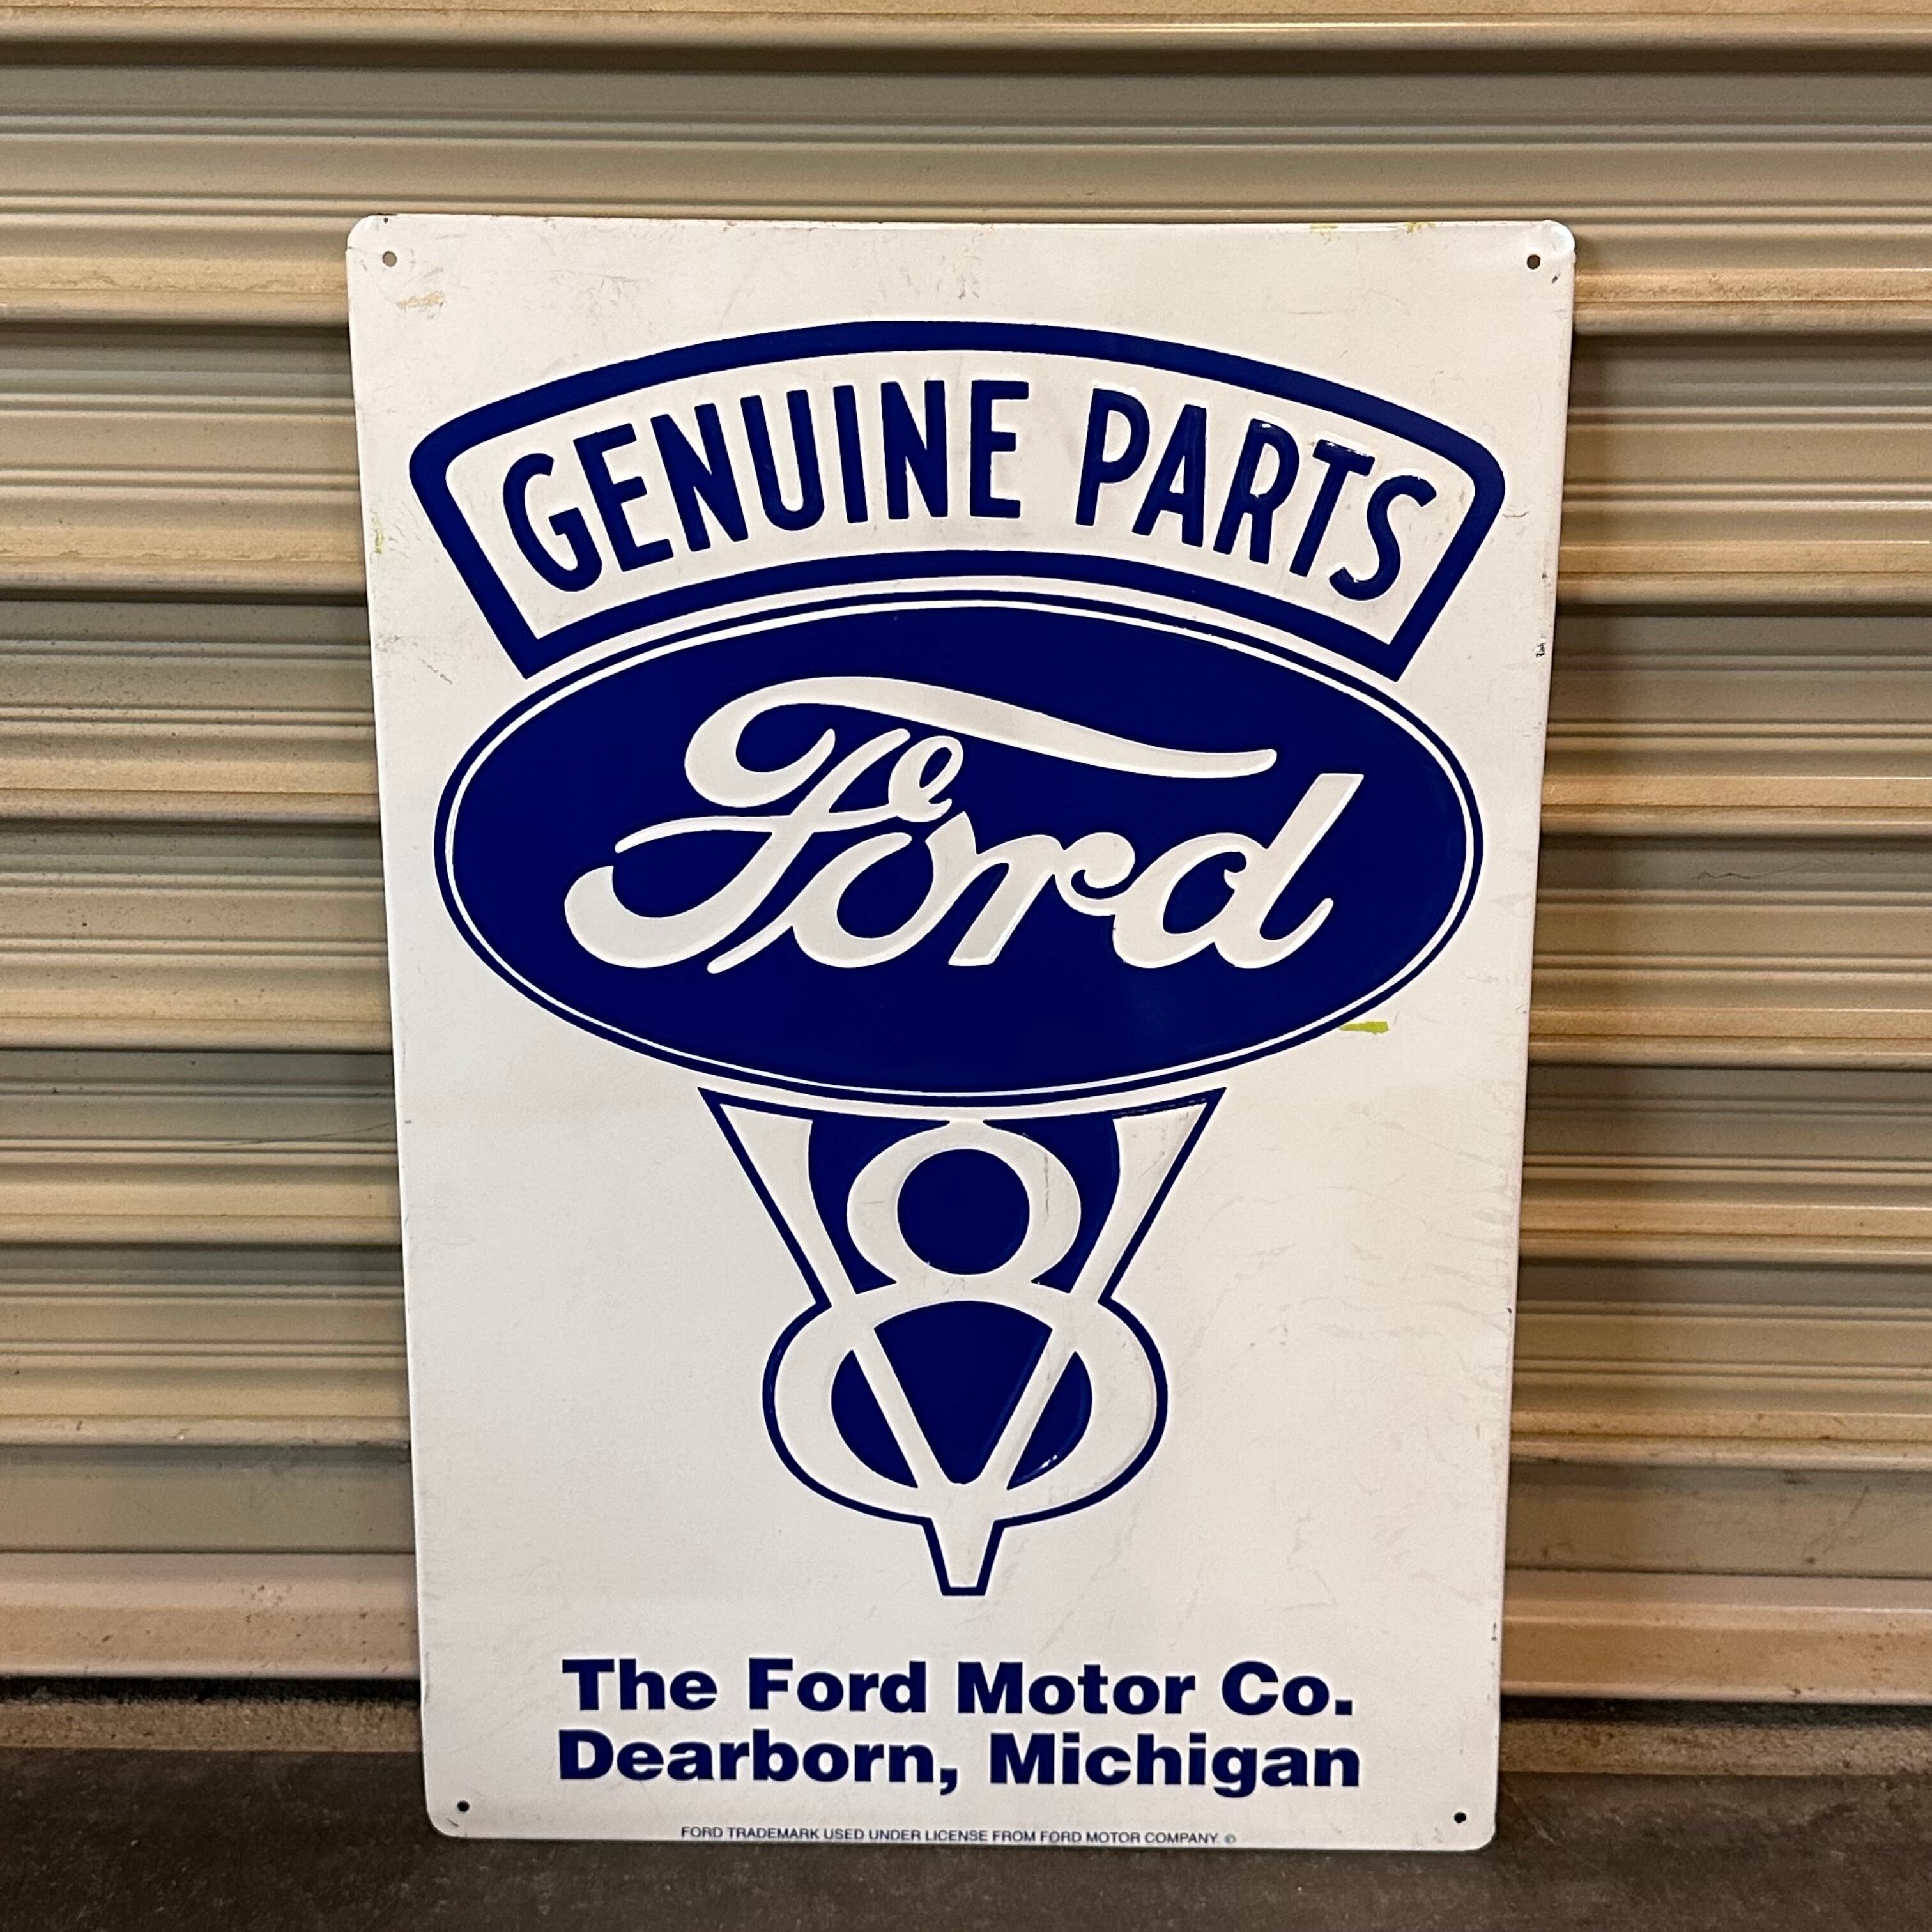 GENUINE PARTS
Ford
V8
The Ford Motor Co.
Dearborn, Michigan
FORD TRADEMARK USED UNDER LICENSE FROM FORD MOTOR COMPANY ©